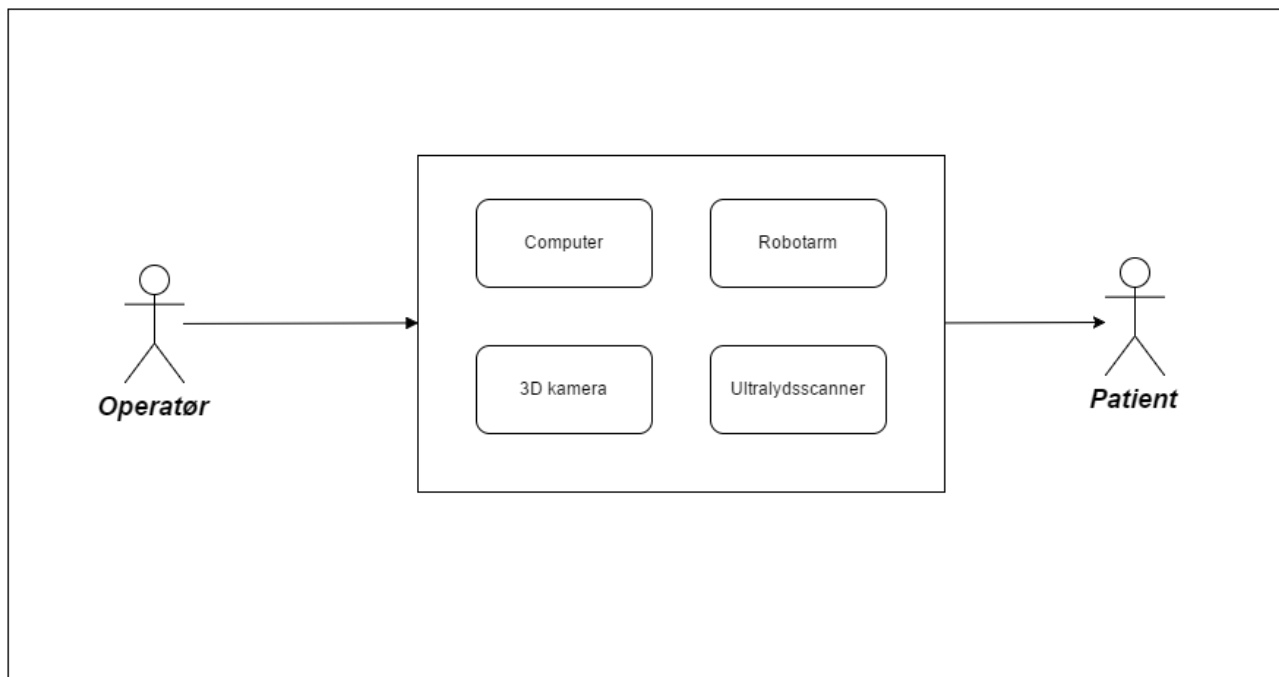 Computer
Robotarm
3D kamera
Ultralydsscanner
Operatør
Patient